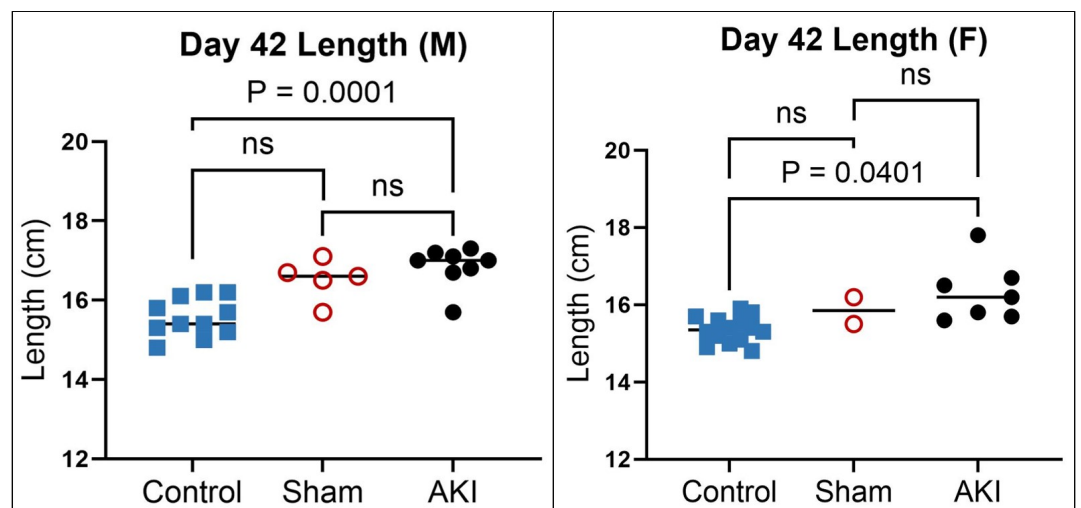 Day 42 Length (M)
P = 0.0001
ns
ns
20
18
16
14
12
Length (cm)
Control Sham AKI
Day 42 Length (F)
ns
ns
P = 0.0401
20
18
16
14
12
Length (cm)
Control Sham AKI